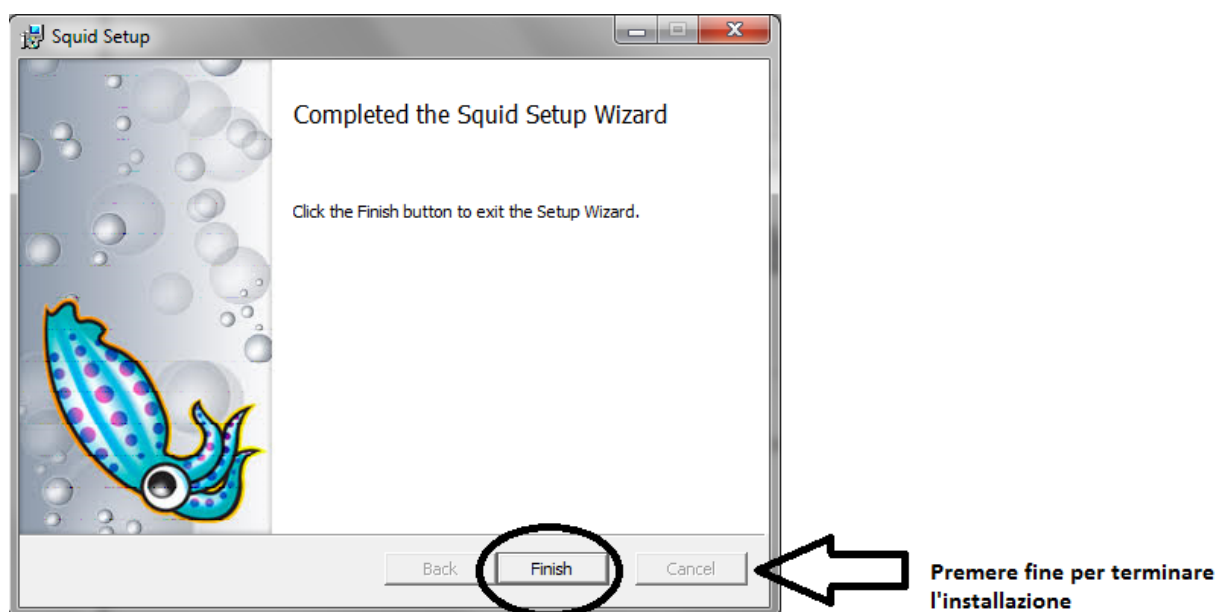 Squid Setup
Completed the Squid Setup Wizard
Click the Finish button to exit the Setup Wizard.
Back
Finish
Cancel
Premere fine per terminare
l'installazione